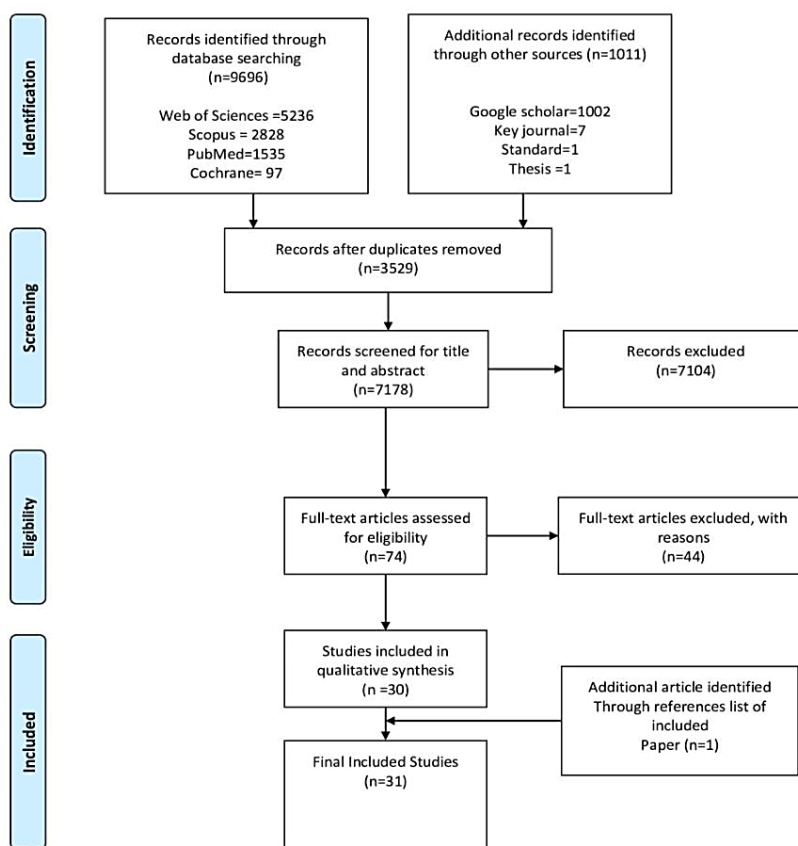 Identification
Records identified through
database searching
(n=9696)
Web of Sciences =5236
Scopus = 2828
PubMed=1535
Cochrane= 97
Additional records identified
through other sources (n=1011)
Google scholar=1002
Key journal=7
Standard=1
Thesis =1
Screening
Records after duplicates removed
(n=3529)
Records screened for title
and abstract
(n=7178)
Records excluded
(n=7104)
Eligibility
Full-text articles assessed
for eligibility
(n=74)
Full-text articles excluded, with
reasons
(n=44)
Included
Studies included in
qualitative synthesis
(n =30)
Additional article identified
Through references list of
included
Paper (n=1)
Final Included Studies
(n=31)